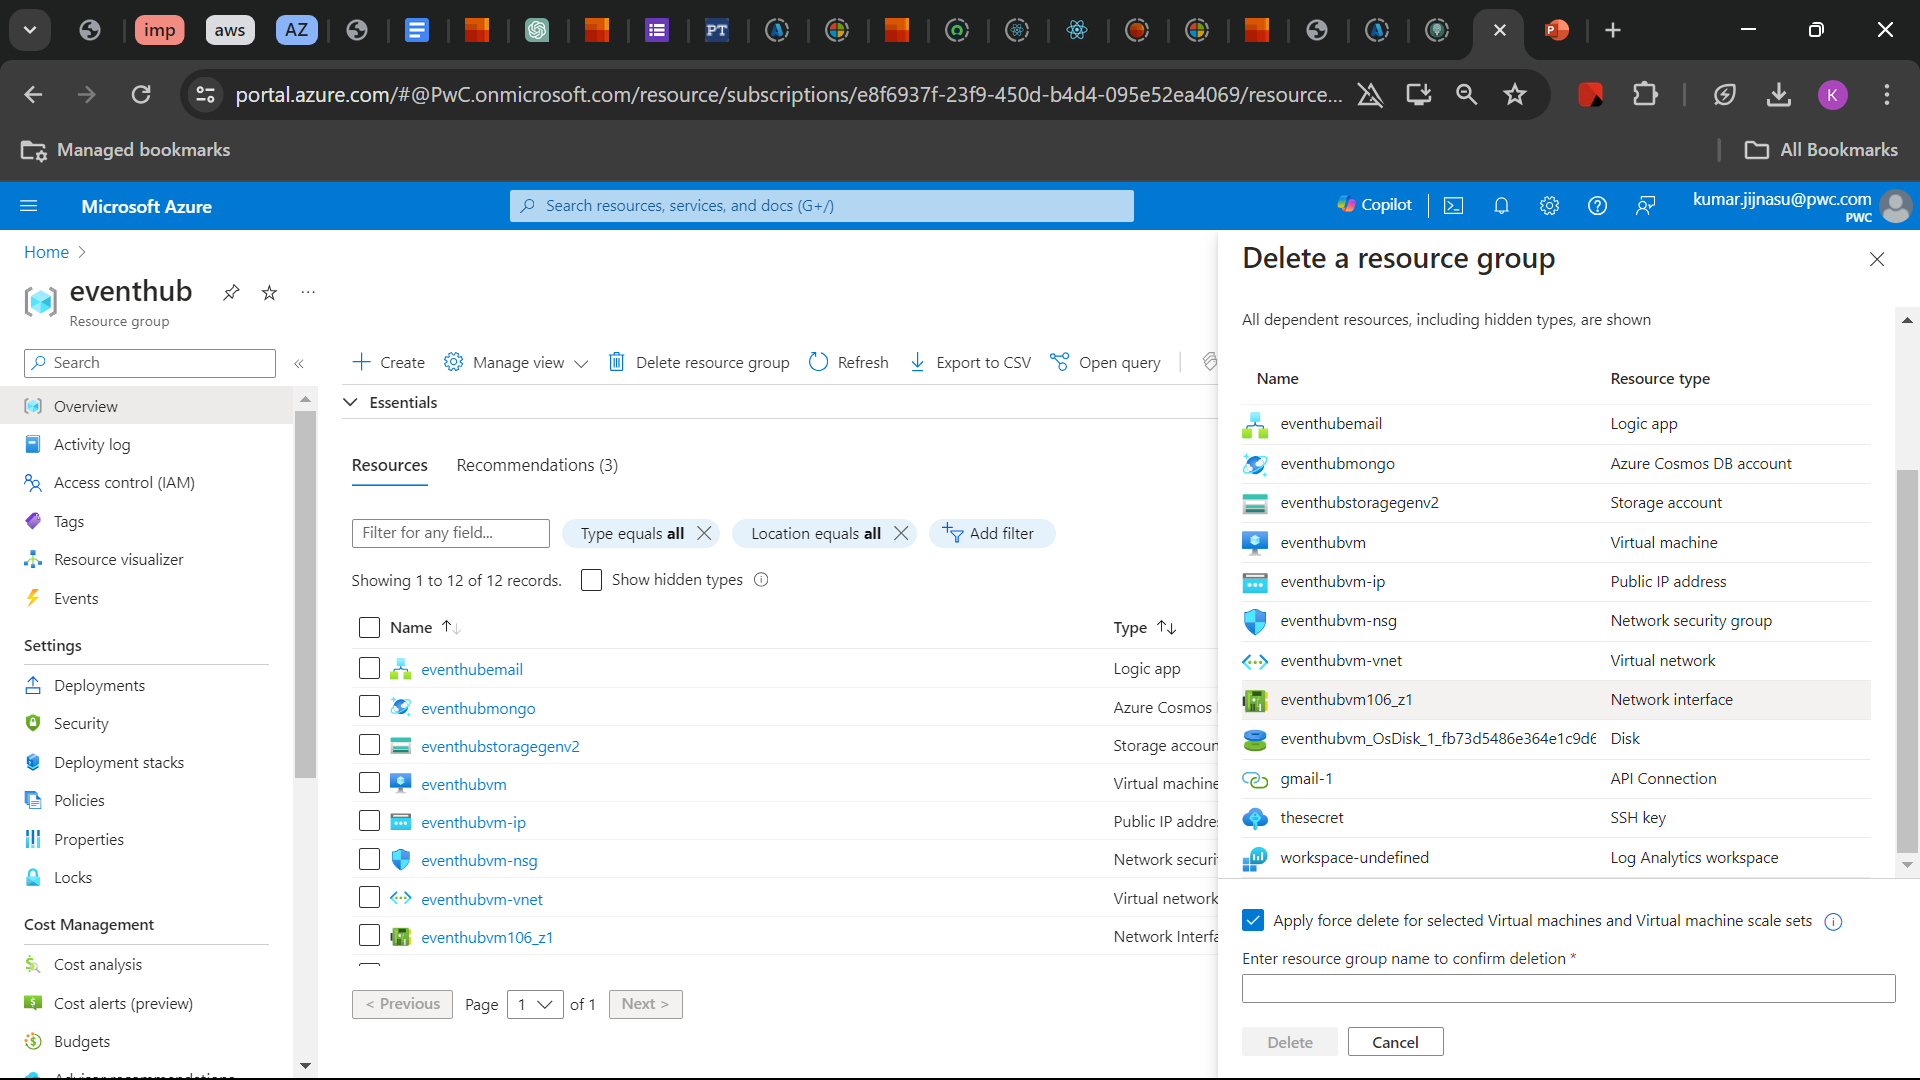 imp
aws
AZ
PT
portal.azure.com/#@PwC.onmicrosoft.com/resource/subscriptions/e8f6937f-23f9-450d-b4d4-095e52ea4069/resource...
K
Managed bookmarks
All Bookmarks
Microsoft Azure
Search resources, services, and docs (G+/)
Copilot
kumar.jijnasu@pwc.com
PWC
Home
eventhub
Resource group
Search
Overview
Activity log
Access control (IAM)
Tags
Resource visualizer
Events
Settings
Deployments
Security
Deployment stacks
Policies
Properties
Locks
Cost Management
Cost analysis
Cost alerts (preview)
Budgets
Create
Manage view
Delete resource group
Refresh
Export to CSV
Open query
Essentials
Resources
Recommendations (3)
Filter for any field...
Type equals all
Location equals all
Add filter
Showing 1 to 12 of 12 records.
Show hidden types
Name
Type
eventhubemail
Logic app
eventhubmongo
Azure Cosmos
eventhubstoragegenv2
Storage accoun
eventhubvm
Virtual machine
eventhubvm-ip
Public IP addre
eventhubvm-nsg
Network securi
eventhubvm-vnet
Virtual network
eventhubvm106_z1
Network Interfa
< Previous
Page
1
of 1
Next >
Delete a resource group
All dependent resources, including hidden types, are shown
Name
Resource type
eventhubemail
Logic app
eventhubmongo
Azure Cosmos DB account
eventhubstoragegenv2
Storage account
eventhubvm
Virtual machine
eventhubvm-ip
Public IP address
eventhubvm-nsg
Network security group
eventhubvm-vnet
Virtual network
eventhubvm106_z1
Network interface
eventhubvm_OsDisk_1_fb73d5486e364e1c9d6
Disk
gmail-1
API Connection
thesecret
SSH key
workspace-undefined
Log Analytics workspace
Apply force delete for selected Virtual machines and Virtual machine scale sets
Enter resource group name to confirm deletion *
Delete
Cancel